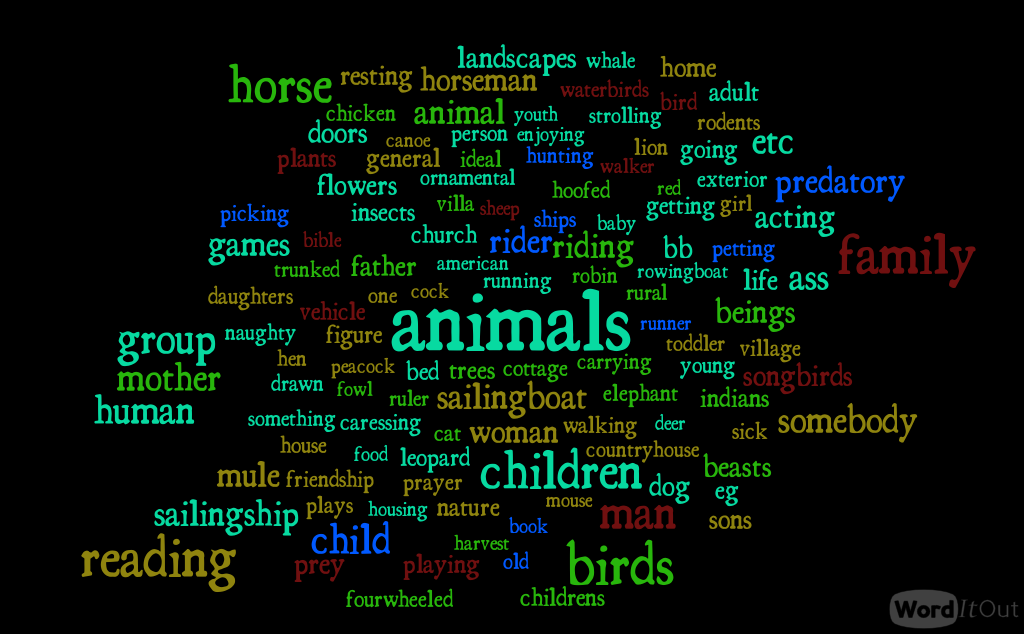 landscapes whale
horse resting horseman home
waterbirds bird adult
chicken animal youth strolling rodents
doors canoe person enjoying lion going etc
plants general ideal hunting walker
flowers ornamental hoofed red exterior predatory
picking insects villa sheep ships baby getting girl acting
games bible church rider riding bb petting family
trunked father american running robin rowingboat life ass
daughters one cock rural
vehicle animals beings
group naughty figure runner toddler village
hen peacock bed trees cottage carrying young songbirds
mother drawn fowl ruler sailingboat elephant indians
human something caressing cat woman walking deer sick somebody
house food leopard countryhouse beasts
mule friendship prayer children dog eg
sailingship plays housing nature mouse man sons
child book
reading prey playing harvest old birds
fourwheeled childrens
WordItOut